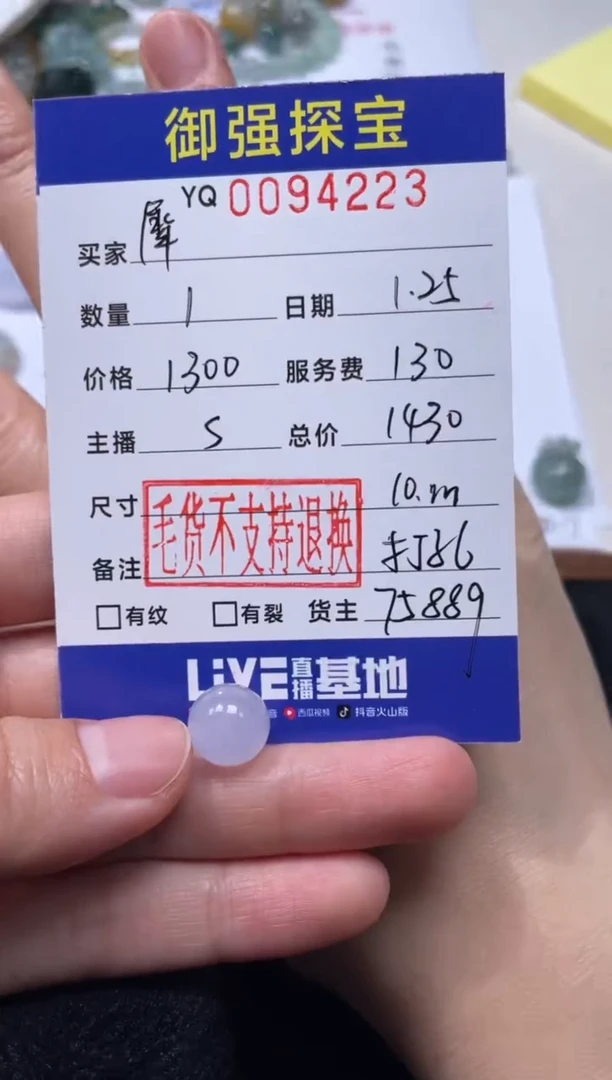 御强探宝
YQ 0094223
买家 犀
数量 1 日期 1.25
价格 1300 服务费 130
主播 S 总价 1430
尺寸 10.m
毛货不支持退换
备注 打86
有纹 有裂 货主 75889
LiVE直播基地
音 西瓜视频 抖音火山版